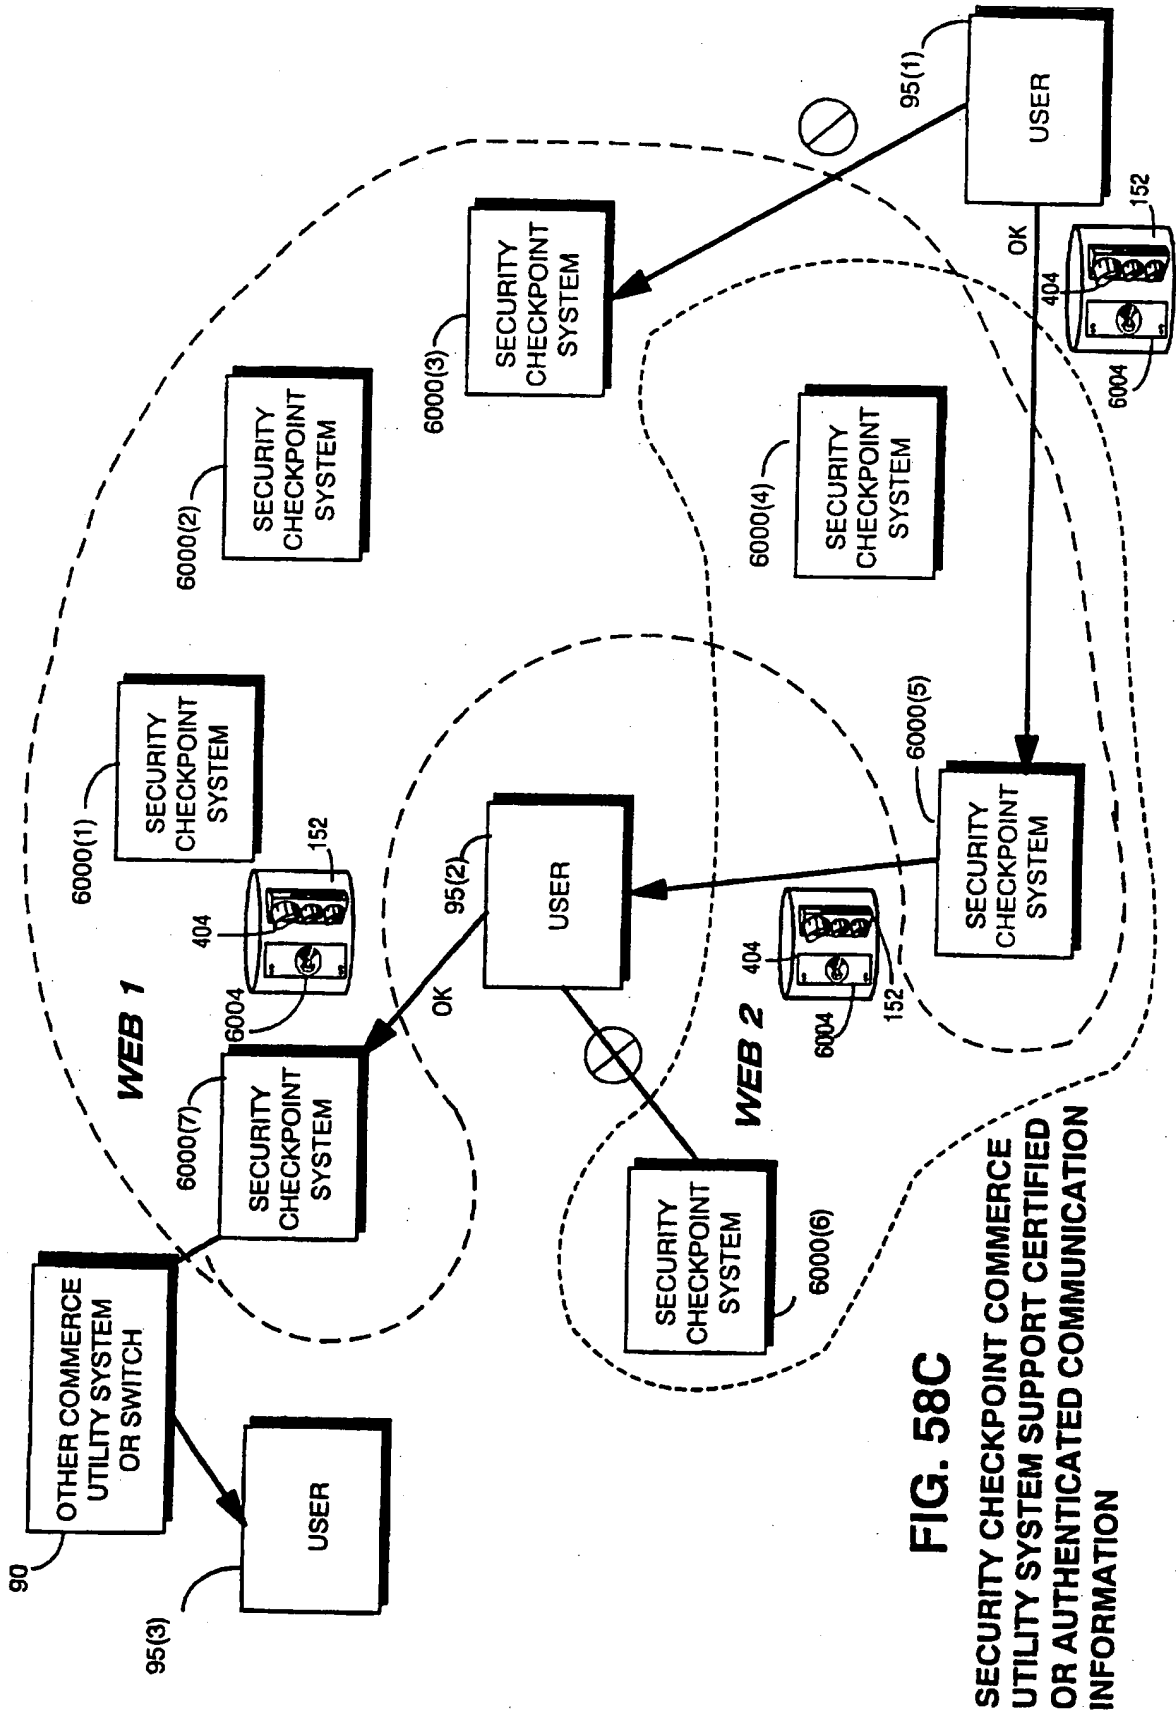 90
OTHER COMMERCE
UTILITY SYSTEM
OR SWITCH
95(3)
USER
WEB 1
6000(7)
SECURITY
CHECKPOINT
SYSTEM
6000(1)
SECURITY
CHECKPOINT
SYSTEM
6000(2)
SECURITY
CHECKPOINT
SYSTEM
6000(3)
SECURITY
CHECKPOINT
SYSTEM
6004
404
152
OK
95(2)
USER
6000(4)
SECURITY
CHECKPOINT
SYSTEM
SECURITY
CHECKPOINT
SYSTEM
6000(6)
WEB 2
404
6004
152
6000(5)
SECURITY
CHECKPOINT
SYSTEM
95(1)
USER
OK
404
6004
152
FIG. 58C
SECURITY CHECKPOINT COMMERCE
UTILITY SYSTEM SUPPORT CERTIFIED
OR AUTHENTICATED COMMUNICATION
INFORMATION